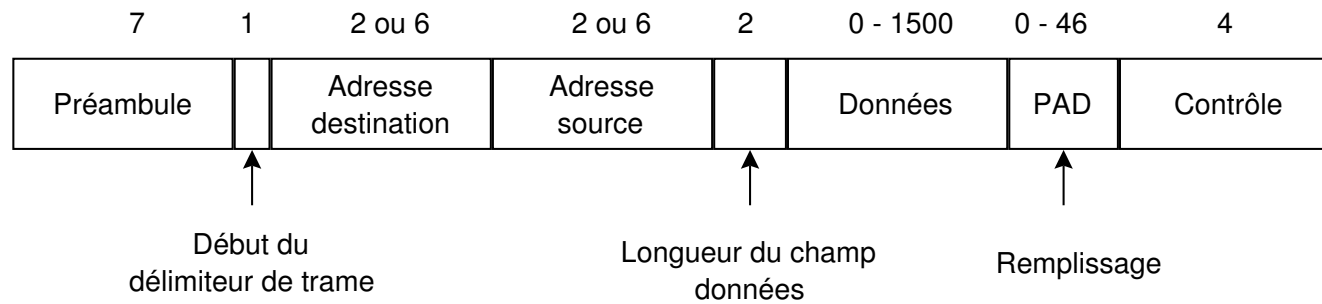 7 1 2 ou 6 2 ou 6 2 0 - 1500 0 - 46 4
Préambule
Adresse
destination
Adresse
source
Données
PAD
Contrôle
Début du
délimiteur de trame
Longueur du champ
données
Remplissage